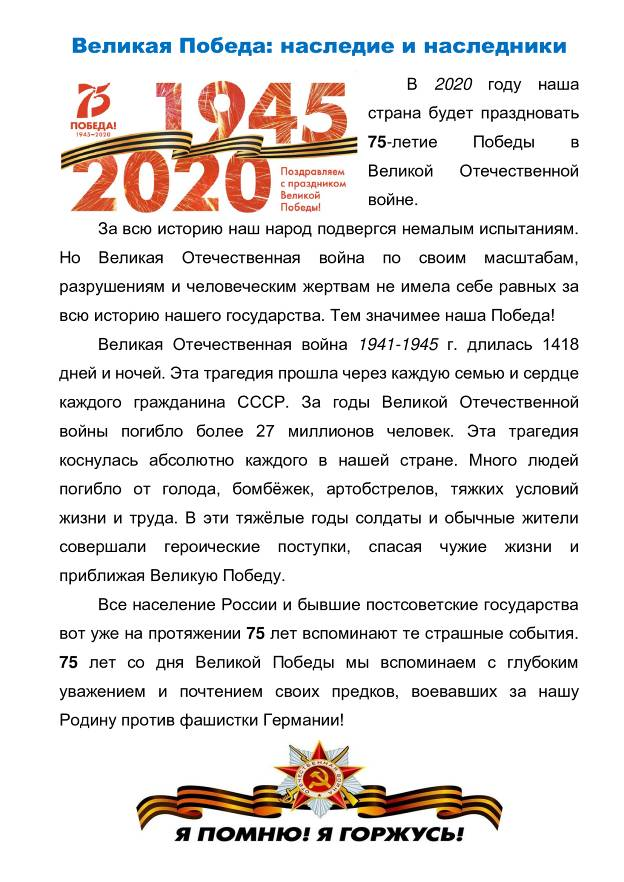 Великая Победа: наследие и наследники
75
ПОБЕДА!
1945–2020
1945
2020
Поздравляем
с праздником
Великой
Победы!
В 2020 году наша
страна будет праздновать
75-летие Победы в
Великой Отечественной
войне.
За всю историю наш народ подвергся немалым испытаниям.
Но Великая Отечественная война по своим масштабам,
разрушениям и человеческим жертвам не имела себе равных за
всю историю нашего государства. Тем значимее наша Победа!
Великая Отечественная война 1941-1945 г. длилась 1418
дней и ночей. Эта трагедия прошла через каждую семью и сердце
каждого гражданина СССР. За годы Великой Отечественной
войны погибло более 27 миллионов человек. Эта трагедия
коснулась абсолютно каждого в нашей стране. Много людей
погибло от голода, бомбёжек, артобстрелов, тяжких условий
жизни и труда. В эти тяжёлые годы солдаты и обычные жители
совершали героические поступки, спасая чужие жизни и
приближая Великую Победу.
Все население России и бывшие постсоветские государства
вот уже на протяжении 75 лет вспоминают те страшные события.
75 лет со дня Великой Победы мы вспоминаем с глубоким
уважением и почтением своих предков, воевавших за нашу
Родину против фашистки Германии!
ОТЕЧЕСТВЕННАЯ ВОЙНА
Я ПОМНЮ! Я ГОРЖУСЬ!